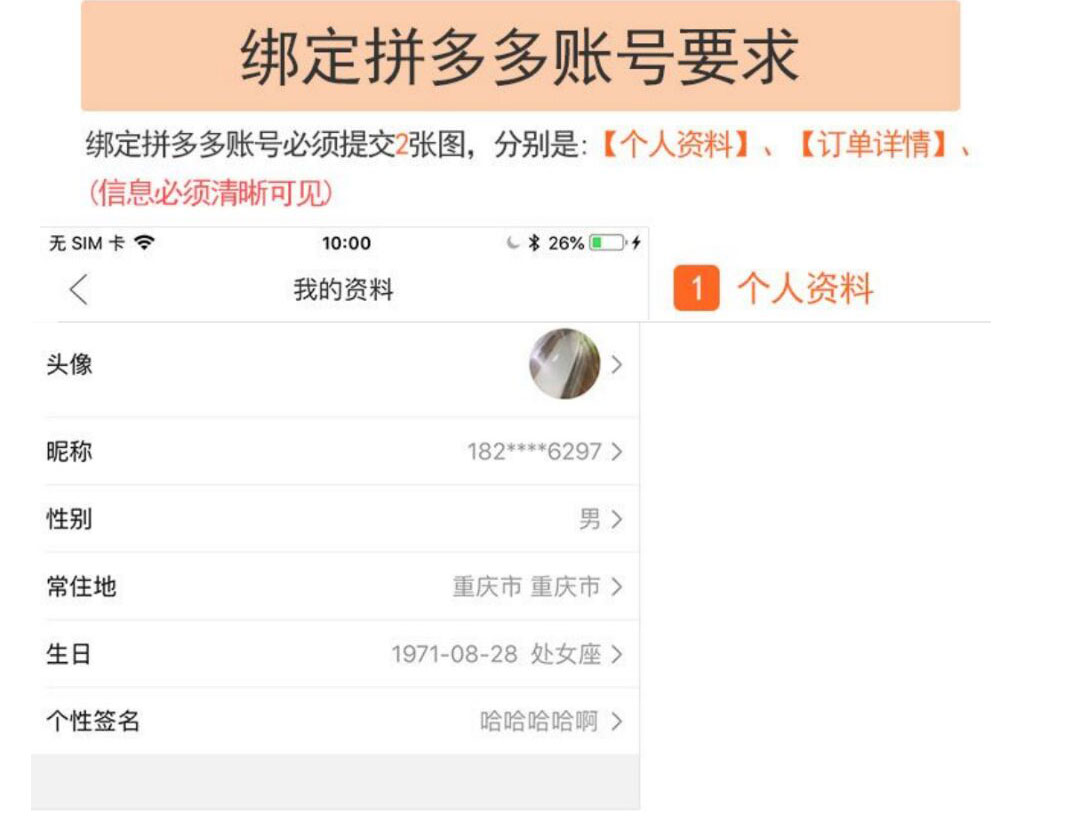 绑定拼多多账号要求
绑定拼多多账号必须提交2张图，分别是:【个人资料】、【订单详情】、
(信息必须清晰可见)
无 SIM 卡 10:00 26%
我的资料
1 个人资料
头像
昵称 182****6297
性别 男
常住地 重庆市 重庆市
生日 1971-08-28 处女座
个性签名 哈哈哈哈啊